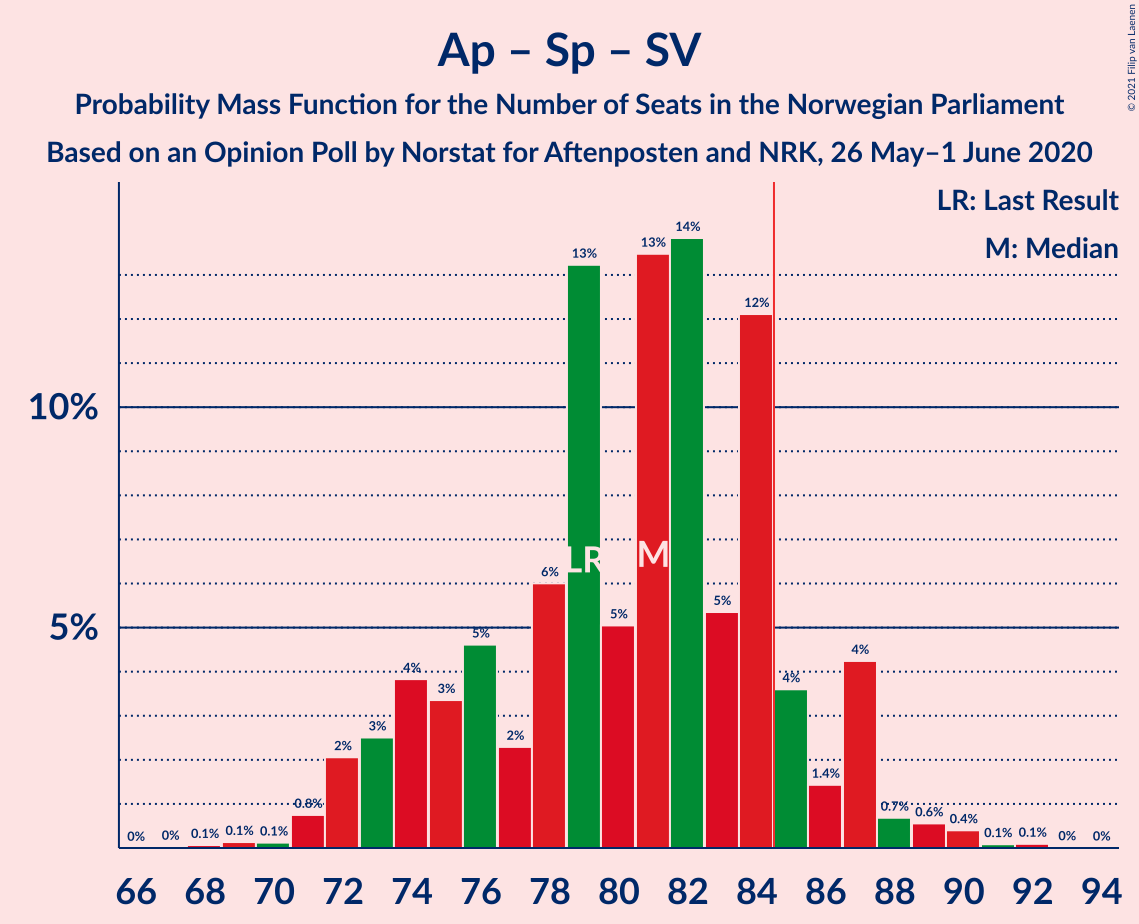 Ap – Sp – SV
Probability Mass Function for the Number of Seats in the Norwegian Parliament
Based on an Opinion Poll by Norstat for Aftenposten and NRK, 26 May–1 June 2020
© 2021 Filip van Laenen
LR: Last Result
M: Median
10%
5%
0% 0% 0.1% 0.1% 0.1% 0.8% 2% 3% 4% 3% 5% 2% 6% 13% 5% 13% 14% 5% 12% 4% 1.4% 4% 0.7% 0.6% 0.4% 0.1% 0.1% 0% 0%
LR M
66 68 70 72 74 76 78 80 82 84 86 88 90 92 94